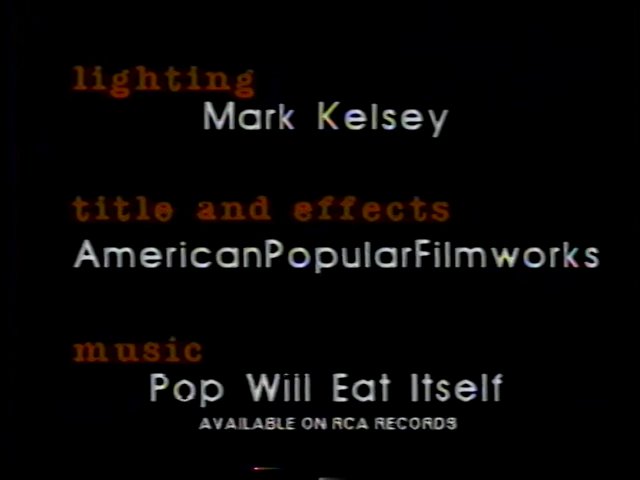 lighting
Mark Kelsey
title and effects
AmericanPopularFilmworks
music
Pop Will Eat Itself
AVAILABLE ON RCA RECORDS